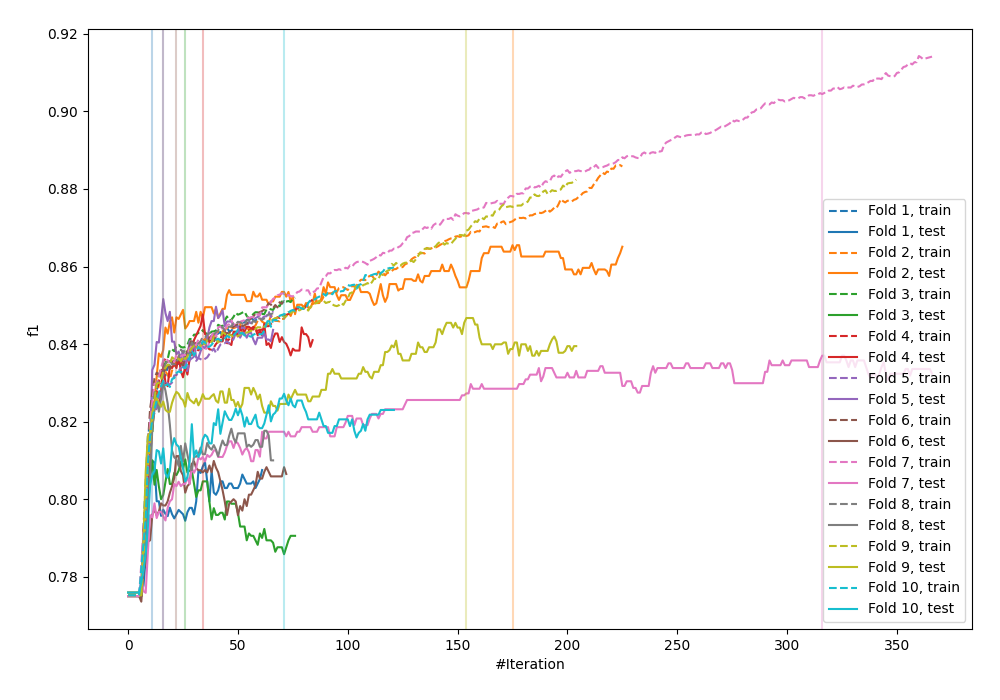 0.92
0.90
0.88
0.86
0.84
0.82
0.80
0.78
f1
0 50 100 150 200 250 300 350
#Iteration
Fold 1, train
Fold 1, test
Fold 2, train
Fold 2, test
Fold 3, train
Fold 3, test
Fold 4, train
Fold 4, test
Fold 5, train
Fold 5, test
Fold 6, train
Fold 6, test
Fold 7, train
Fold 7, test
Fold 8, train
Fold 8, test
Fold 9, train
Fold 9, test
Fold 10, train
Fold 10, test